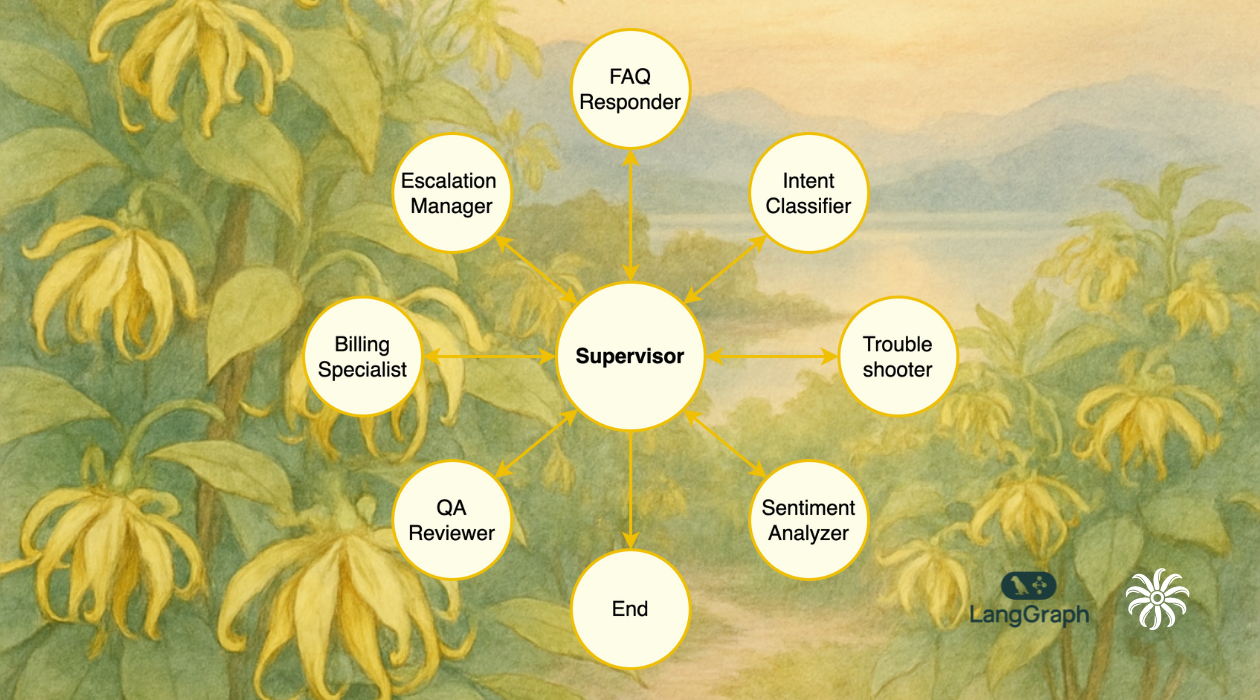 FAQ
Responder
Escalation
Manager
Intent
Classifier
Billing
Specialist
Supervisor
Trouble
shooter
QA
Reviewer
Sentiment
Analyzer
End
LangGraph